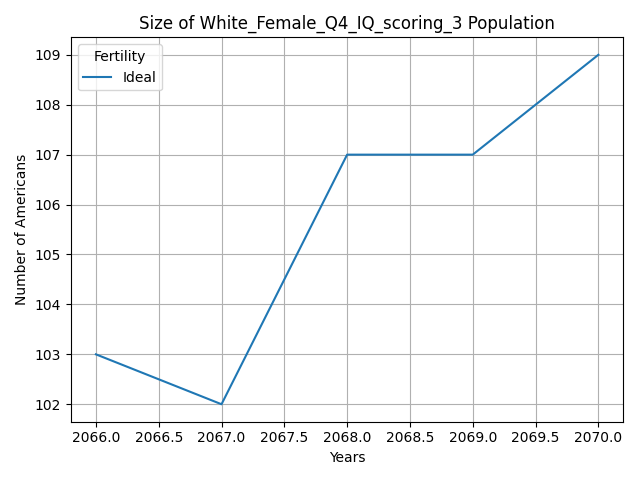 Size of White_Female_Q4_IQ_scoring_3 Population
Fertility
Ideal
Number of Americans
109
108
107
106
105
104
103
102
2066.0 2066.5 2067.0 2067.5 2068.0 2068.5 2069.0 2069.5 2070.0
Years